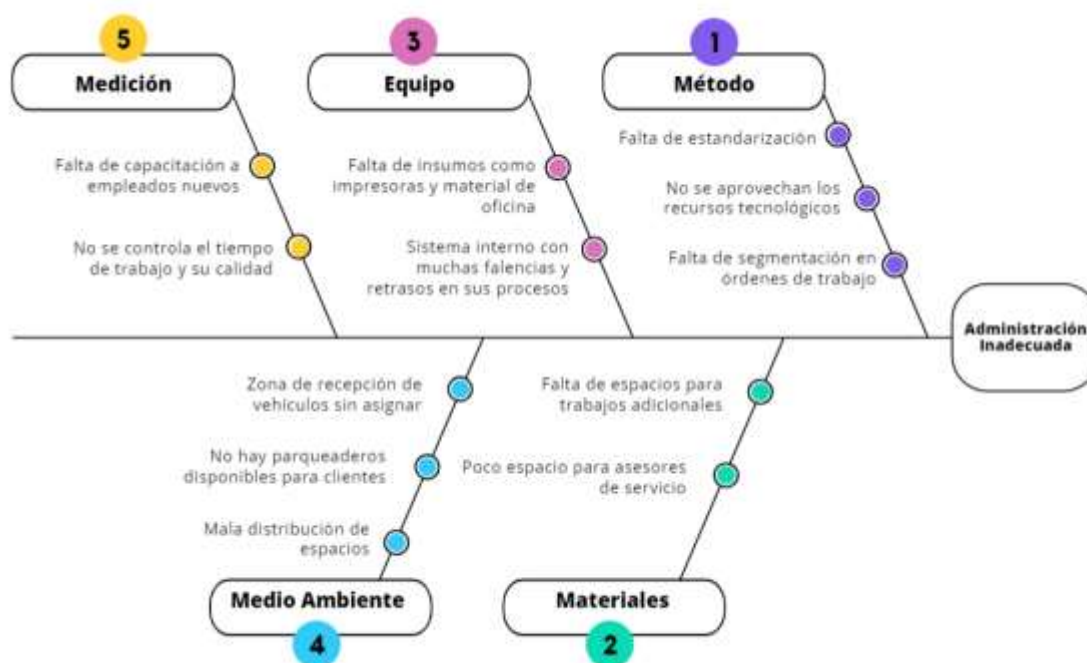 5
Medición
Falta de capacitación a
empleados nuevos
No se controla el tiempo
de trabajo y su calidad
3
Equipo
Falta de insumos como
impresoras y material de
oficina
Sistema interno con
muchas falencias y
retrasos en sus procesos
1
Método
Falta de estandarización
No se aprovechan los
recursos tecnológicos
Falta de segmentación en
órdenes de trabajo
Administración
Inadecuada
Zona de recepción de
vehículos sin asignar
No hay parqueaderos
disponibles para clientes
Mala distribución de
espacios
Medio Ambiente
4
Falta de espacios para
trabajos adicionales
Poco espacio para asesores
de servicio
Materiales
2